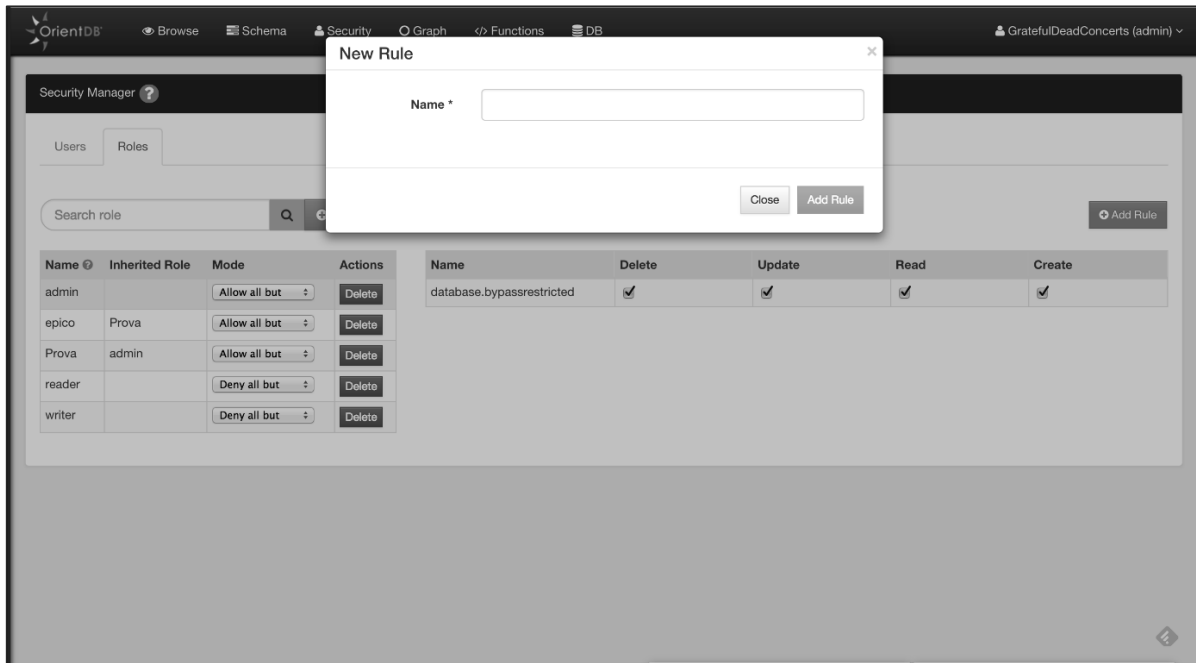 OrientDB Browse Schema Security Graph </> Functions DB GratefulDeadConcerts (admin)
New Rule ×
Security Manager ?
Name *
Users Roles
Close Add Rule
Search role Add Rule
Name ? Inherited Role Mode Actions Name Delete Update Read Create
admin Allow all but Delete database.bypassrestricted
epico Prova Allow all but Delete
Prova admin Allow all but Delete
reader Deny all but Delete
writer Deny all but Delete